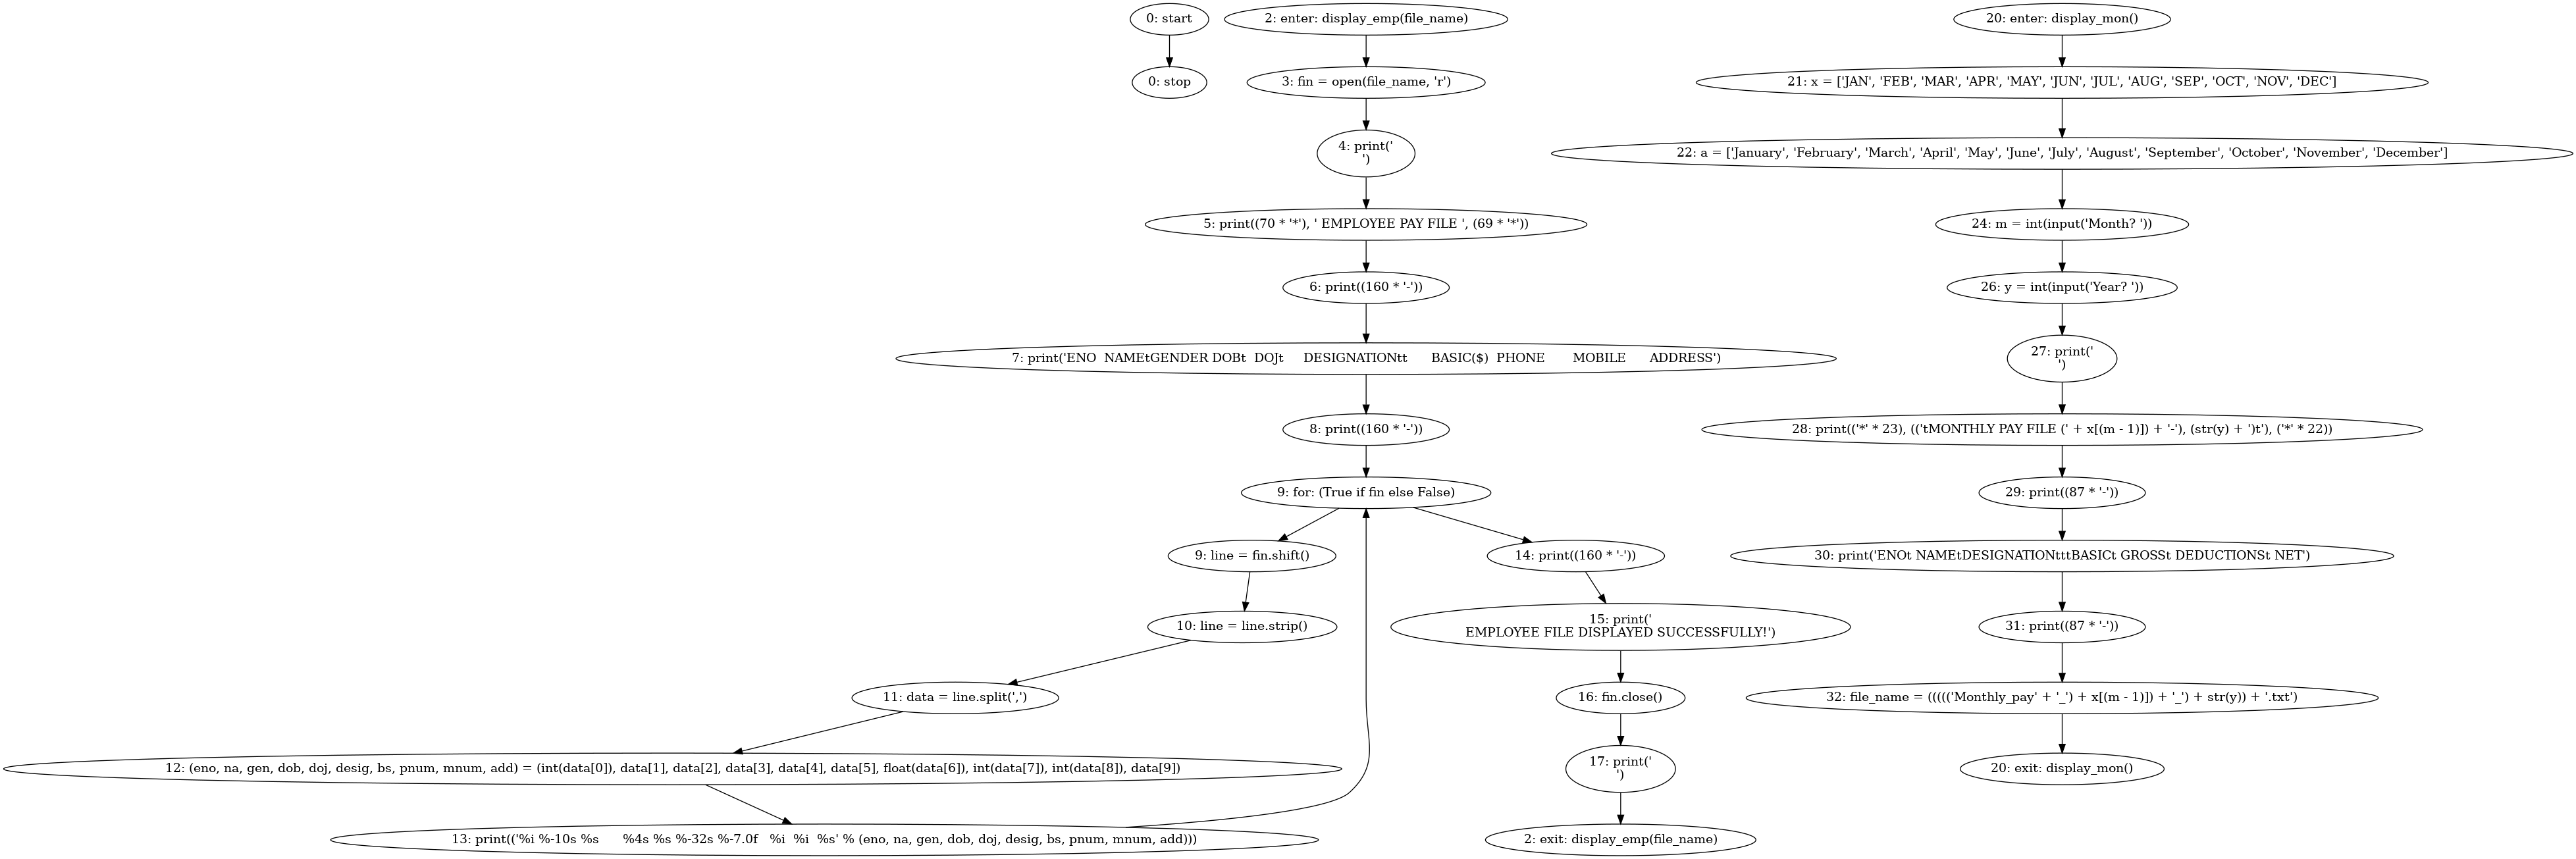 0: start
0: stop
2: enter: display_emp(file_name)
3: fin = open(file_name, 'r')
4: print('
')
5: print((70 * '*'), ' EMPLOYEE PAY FILE ', (69 * '*'))
6: print((160 * '-'))
7: print('ENO  NAMEtGENDER DOBt  DOJt     DESIGNATIONtt      BASIC($)  PHONE       MOBILE      ADDRESS')
8: print((160 * '-'))
9: for: (True if fin else False)
9: line = fin.shift()
10: line = line.strip()
11: data = line.split(',')
12: (eno, na, gen, dob, doj, desig, bs, pnum, mnum, add) = (int(data[0]), data[1], data[2], data[3], data[4], data[5], float(data[6]), int(data[7]), int(data[8]), data[9])
13: print(('%i %-10s %s      %4s %s %-32s %-7.0f   %i  %i  %s' % (eno, na, gen, dob, doj, desig, bs, pnum, mnum, add)))
14: print((160 * '-'))
15: print('
EMPLOYEE FILE DISPLAYED SUCCESSFULLY!')
16: fin.close()
17: print('
')
2: exit: display_emp(file_name)
20: enter: display_mon()
21: x = ['JAN', 'FEB', 'MAR', 'APR', 'MAY', 'JUN', 'JUL', 'AUG', 'SEP', 'OCT', 'NOV', 'DEC']
22: a = ['January', 'February', 'March', 'April', 'May', 'June', 'July', 'August', 'September', 'October', 'November', 'December']
24: m = int(input('Month? '))
26: y = int(input('Year? '))
27: print('
')
28: print(('*' * 23), (('tMONTHLY PAY FILE (' + x[(m - 1)]) + '-'), (str(y) + ')t'), ('*' * 22))
29: print((87 * '-'))
30: print('ENOt NAMEtDESIGNATIONtttBASICt GROSSt DEDUCTIONSt NET')
31: print((87 * '-'))
32: file_name = ((((('Monthly_pay' + '_') + x[(m - 1)]) + '_') + str(y)) + '.txt')
20: exit: display_mon()